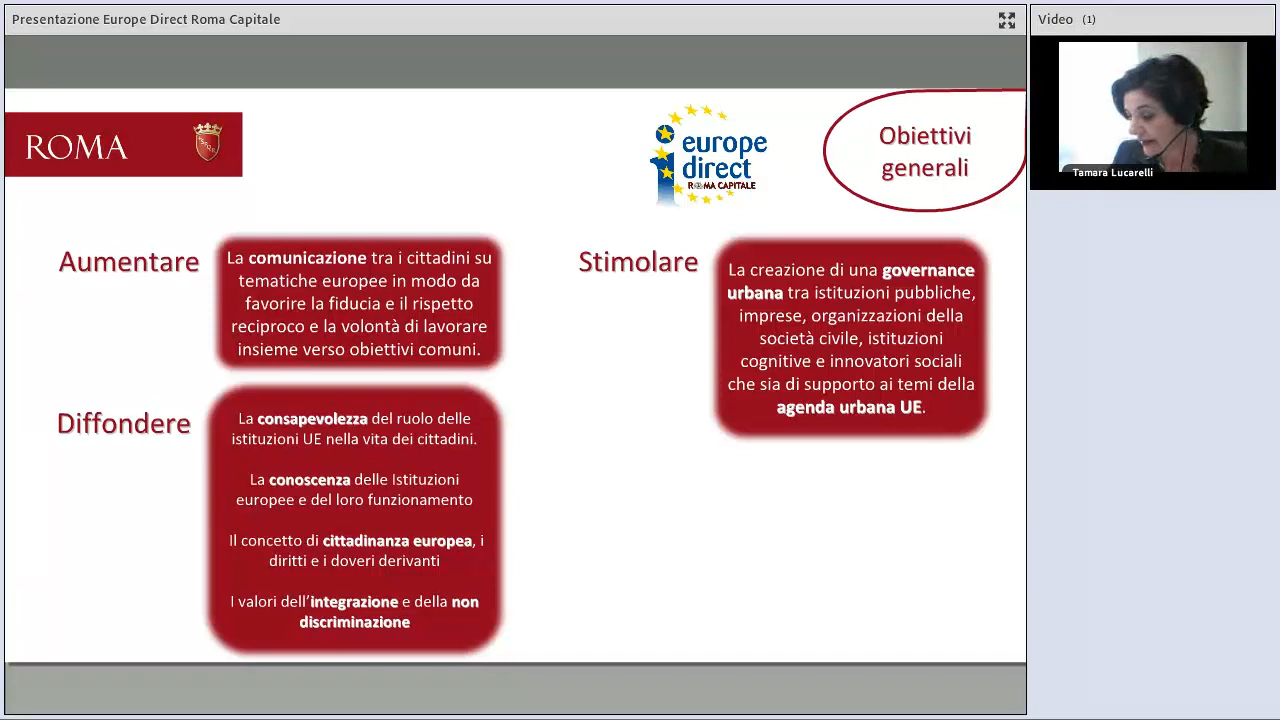 Presentazione Europe Direct Roma Capitale
Video (1)
Tamara Lucarelli
ROMA
europe
direct
ROMA CAPITALE
Obiettivi
generali
Aumentare
La comunicazione tra i cittadini su
tematiche europee in modo da
favorire la fiducia e il rispetto
reciproco e la volontà di lavorare
insieme verso obiettivi comuni.
Diffondere
La consapevolezza del ruolo delle
istituzioni UE nella vita dei cittadini.
La conoscenza delle Istituzioni
europee e del loro funzionamento
Il concetto di cittadinanza europea, i
diritti e i doveri derivanti
I valori dell'integrazione e della non
discriminazione
Stimolare
La creazione di una governance
urbana tra istituzioni pubbliche,
imprese, organizzazioni della
società civile, istituzioni
cognitive e innovatori sociali
che sia di supporto ai temi della
agenda urbana UE.